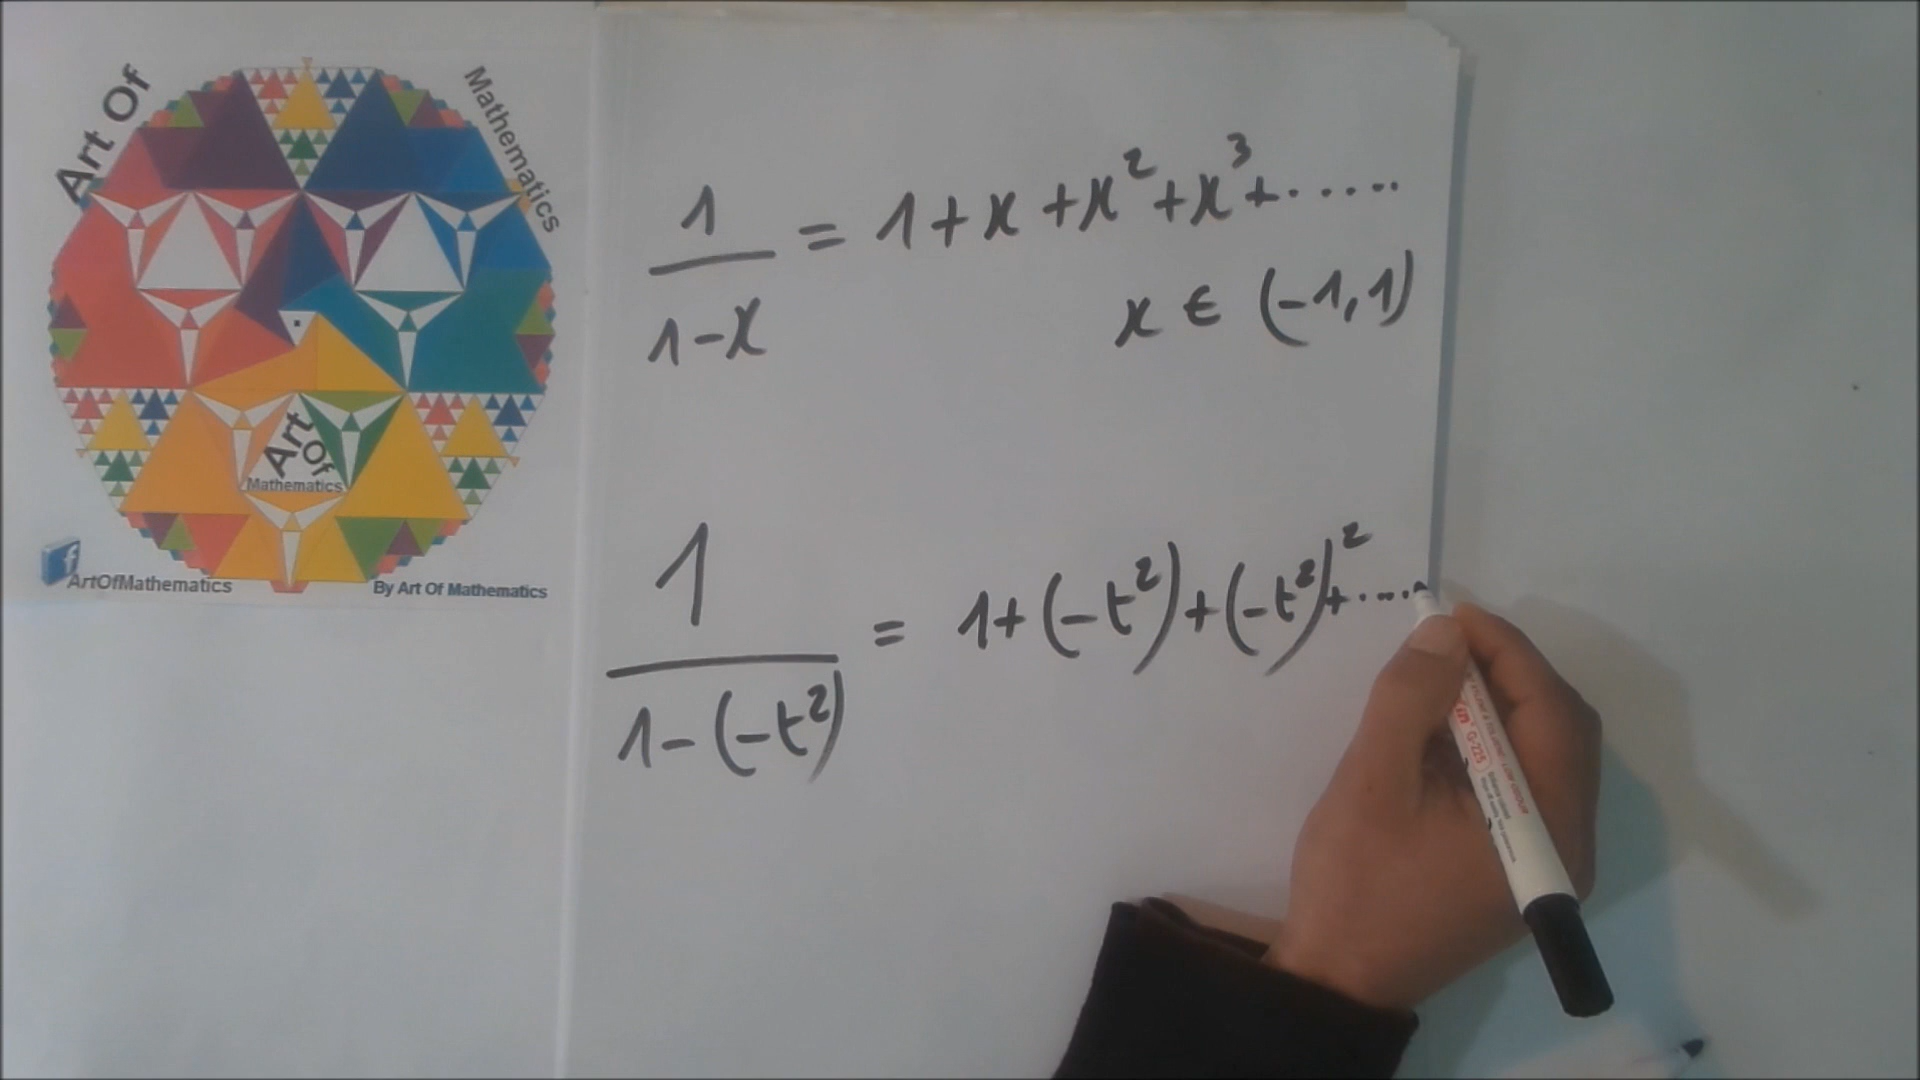 Art Of
Mathematics
Art
Of
Mathematics
f
ArtOfMathematics
By Art Of Mathematics
1/(1-x) = 1+x+x²+x³+.....
x ∈ (-1,1)
1/(1-(-t²)) = 1+(-t²)+(-t²)²+.....
G-225